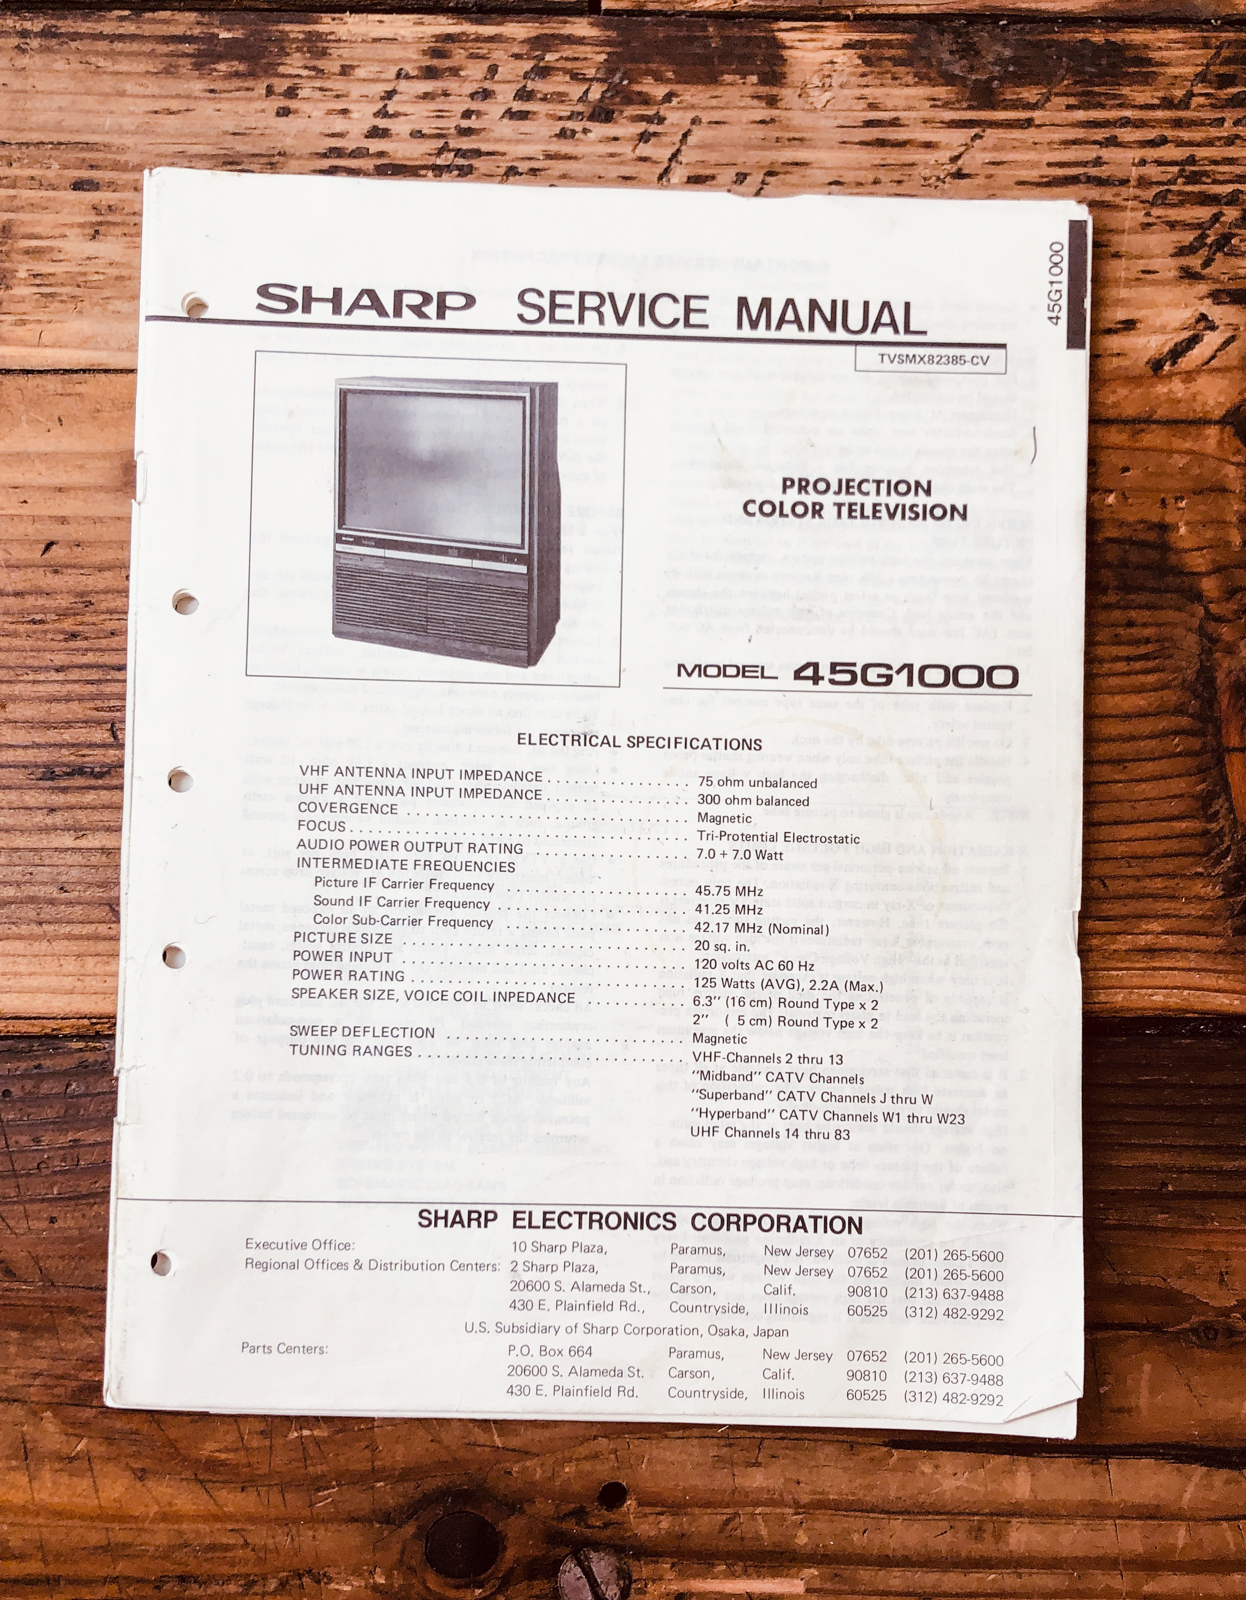 45G1000
SHARP SERVICE MANUAL
TVSMX82385-CV
PROJECTION
COLOR TELEVISION
MODEL 45G1000
ELECTRICAL SPECIFICATIONS
VHF ANTENNA INPUT IMPEDANCE . . . . . . . . . . . . . . . . 75 ohm unbalanced
UHF ANTENNA INPUT IMPEDANCE . . . . . . . . . . . . . . . . 300 ohm balanced
COVERGENCE . . . . . . . . . . . . . . . . . . . . . . . . . . . . . . . Magnetic
FOCUS . . . . . . . . . . . . . . . . . . . . . . . . . . . . . . . . . . . . . Tri-Protential Electrostatic
AUDIO POWER OUTPUT RATING . . . . . . . . . . . . . . . . . . 7.0 + 7.0 Watt
INTERMEDIATE FREQUENCIES
Picture IF Carrier Frequency . . . . . . . . . . . . . . . . . . . . 45.75 MHz
Sound IF Carrier Frequency . . . . . . . . . . . . . . . . . . . . . 41.25 MHz
Color Sub-Carrier Frequency . . . . . . . . . . . . . . . . . . . . 42.17 MHz (Nominal)
PICTURE SIZE . . . . . . . . . . . . . . . . . . . . . . . . . . . . . . . 20 sq. in.
POWER INPUT . . . . . . . . . . . . . . . . . . . . . . . . . . . . . . . 120 volts AC 60 Hz
POWER RATING . . . . . . . . . . . . . . . . . . . . . . . . . . . . . . 125 Watts (AVG), 2.2A (Max.)
SPEAKER SIZE, VOICE COIL INPEDANCE . . . . . . . . . . . 6.3" (16 cm) Round Type x 2
2" ( 5 cm) Round Type x 2
SWEEP DEFLECTION . . . . . . . . . . . . . . . . . . . . . . . . . . Magnetic
TUNING RANGES . . . . . . . . . . . . . . . . . . . . . . . . . . . . . VHF-Channels 2 thru 13
"Midband" CATV Channels
"Superband" CATV Channels J thru W
"Hyperband" CATV Channels W1 thru W23
UHF Channels 14 thru 83
SHARP ELECTRONICS CORPORATION
Executive Office: 10 Sharp Plaza, Paramus, New Jersey 07652 (201) 265-5600
Regional Offices & Distribution Centers: 2 Sharp Plaza, Paramus, New Jersey 07652 (201) 265-5600
20600 S. Alameda St., Carson, Calif. 90810 (213) 637-9488
430 E. Plainfield Rd., Countryside, Illinois 60525 (312) 482-9292
U.S. Subsidiary of Sharp Corporation, Osaka, Japan
Parts Centers: P.O. Box 664 Paramus, New Jersey 07652 (201) 265-5600
20600 S. Alameda St. Carson, Calif. 90810 (213) 637-9488
430 E. Plainfield Rd. Countryside, Illinois 60525 (312) 482-9292